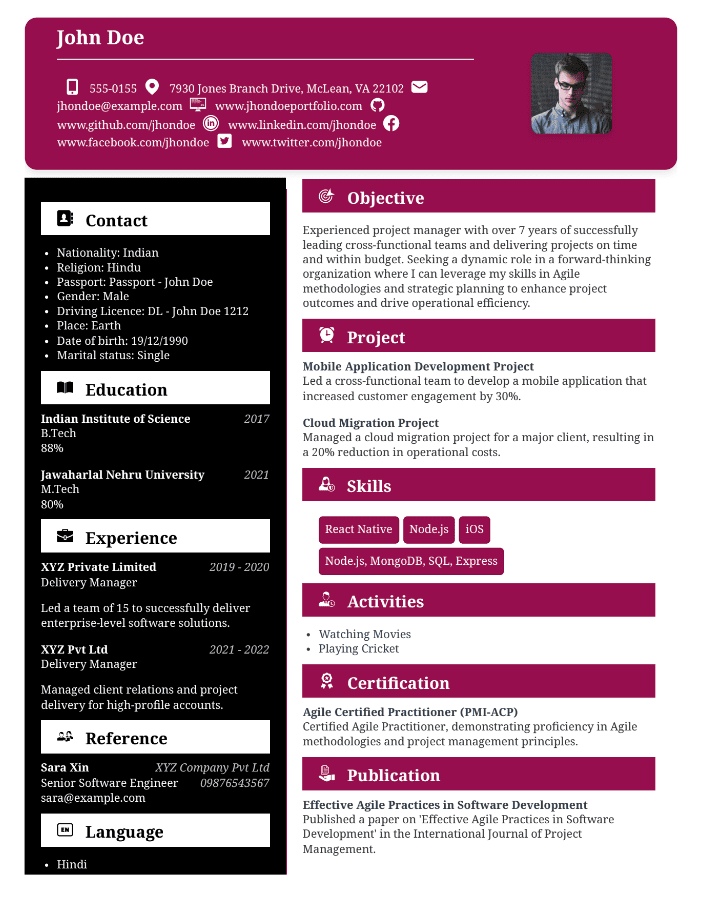 John Doe
555-0155 7930 Jones Branch Drive, McLean, VA 22102
jhondoe@example.com www.jhondoeportfolio.com
www.github.com/jhondoe www.linkedin.com/jhondoe
www.facebook.com/jhondoe www.twitter.com/jhondoe
Contact
• Nationality: Indian
• Religion: Hindu
• Passport: Passport - John Doe
• Gender: Male
• Driving Licence: DL - John Doe 1212
• Place: Earth
• Date of birth: 19/12/1990
• Marital status: Single
Education
Indian Institute of Science 2017
B.Tech
88%
Jawaharlal Nehru University 2021
M.Tech
80%
Experience
XYZ Private Limited 2019 - 2020
Delivery Manager
Led a team of 15 to successfully deliver
enterprise-level software solutions.
XYZ Pvt Ltd 2021 - 2022
Delivery Manager
Managed client relations and project
delivery for high-profile accounts.
Reference
Sara Xin XYZ Company Pvt Ltd
Senior Software Engineer 09876543567
sara@example.com
EN
Language
• Hindi
Objective
Experienced project manager with over 7 years of successfully
leading cross-functional teams and delivering projects on time
and within budget. Seeking a dynamic role in a forward-thinking
organization where I can leverage my skills in Agile
methodologies and strategic planning to enhance project
outcomes and drive operational efficiency.
Project
Mobile Application Development Project
Led a cross-functional team to develop a mobile application that
increased customer engagement by 30%.
Cloud Migration Project
Managed a cloud migration project for a major client, resulting in
a 20% reduction in operational costs.
Skills
React Native Node.js iOS
Node.js, MongoDB, SQL, Express
Activities
• Watching Movies
• Playing Cricket
Certification
Agile Certified Practitioner (PMI-ACP)
Certified Agile Practitioner, demonstrating proficiency in Agile
methodologies and project management principles.
Publication
Effective Agile Practices in Software Development
Published a paper on 'Effective Agile Practices in Software
Development' in the International Journal of Project
Management.